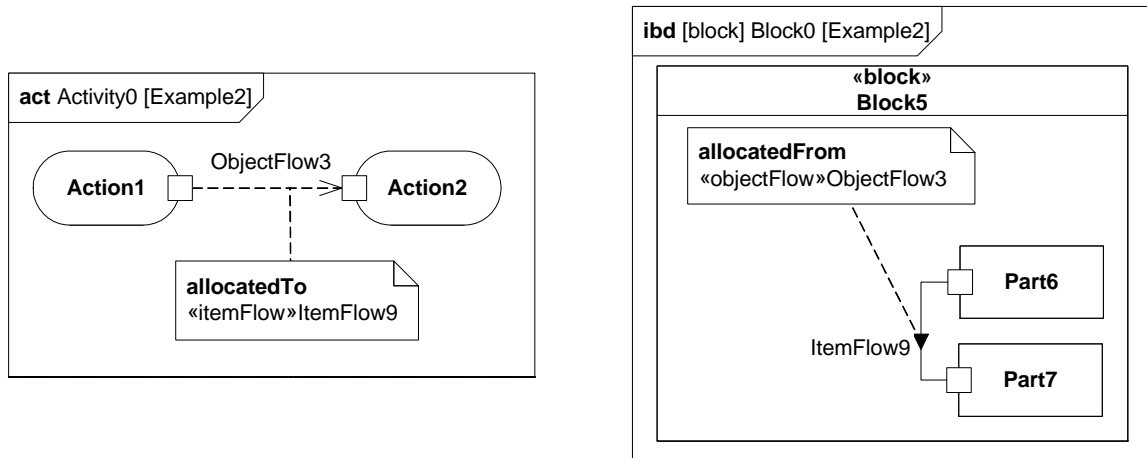 act Activity0 [Example2]
ObjectFlow3
Action1
Action2
allocatedTo
«itemFlow»ItemFlow9
ibd [block] Block0 [Example2]
«block»
Block5
allocatedFrom
«objectFlow»ObjectFlow3
Part6
ItemFlow9
Part7